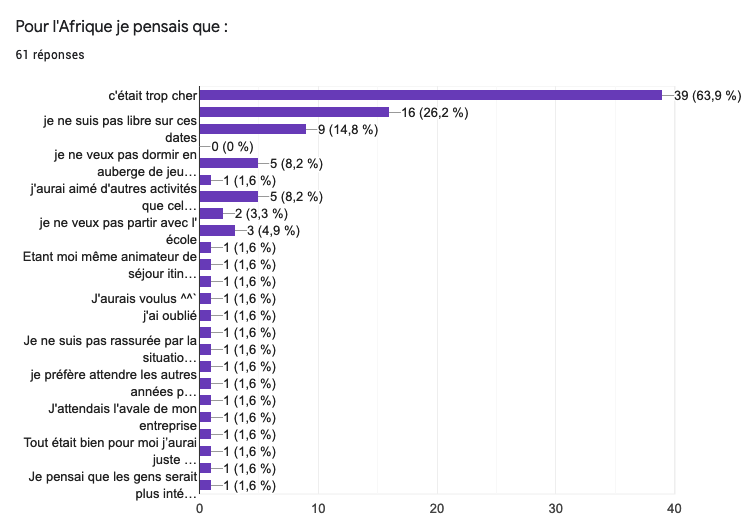 Pour l'Afrique je pensais que :
61 réponses
c'était trop cher
39 (63,9 %)
16 (26,2 %)
je ne suis pas libre sur ces
dates
9 (14,8 %)
0 (0 %)
je ne veux pas dormir en
auberge de jeu…
5 (8,2 %)
1 (1,6 %)
j'aurai aimé d'autres activités
que cel…
5 (8,2 %)
2 (3,3 %)
je ne veux pas partir avec l'
école
3 (4,9 %)
1 (1,6 %)
Etant moi même animateur de
séjour itin…
1 (1,6 %)
1 (1,6 %)
J'aurais voulus ^^`
1 (1,6 %)
j'ai oublié
1 (1,6 %)
1 (1,6 %)
Je ne suis pas rassurée par la
situatio…
1 (1,6 %)
1 (1,6 %)
je préfère attendre les autres
années p…
1 (1,6 %)
1 (1,6 %)
J'attendais l'avale de mon
entreprise
1 (1,6 %)
1 (1,6 %)
Tout était bien pour moi j'aurai
juste …
1 (1,6 %)
1 (1,6 %)
Je pensai que les gens serait
plus inté…
1 (1,6 %)
0
10
20
30
40